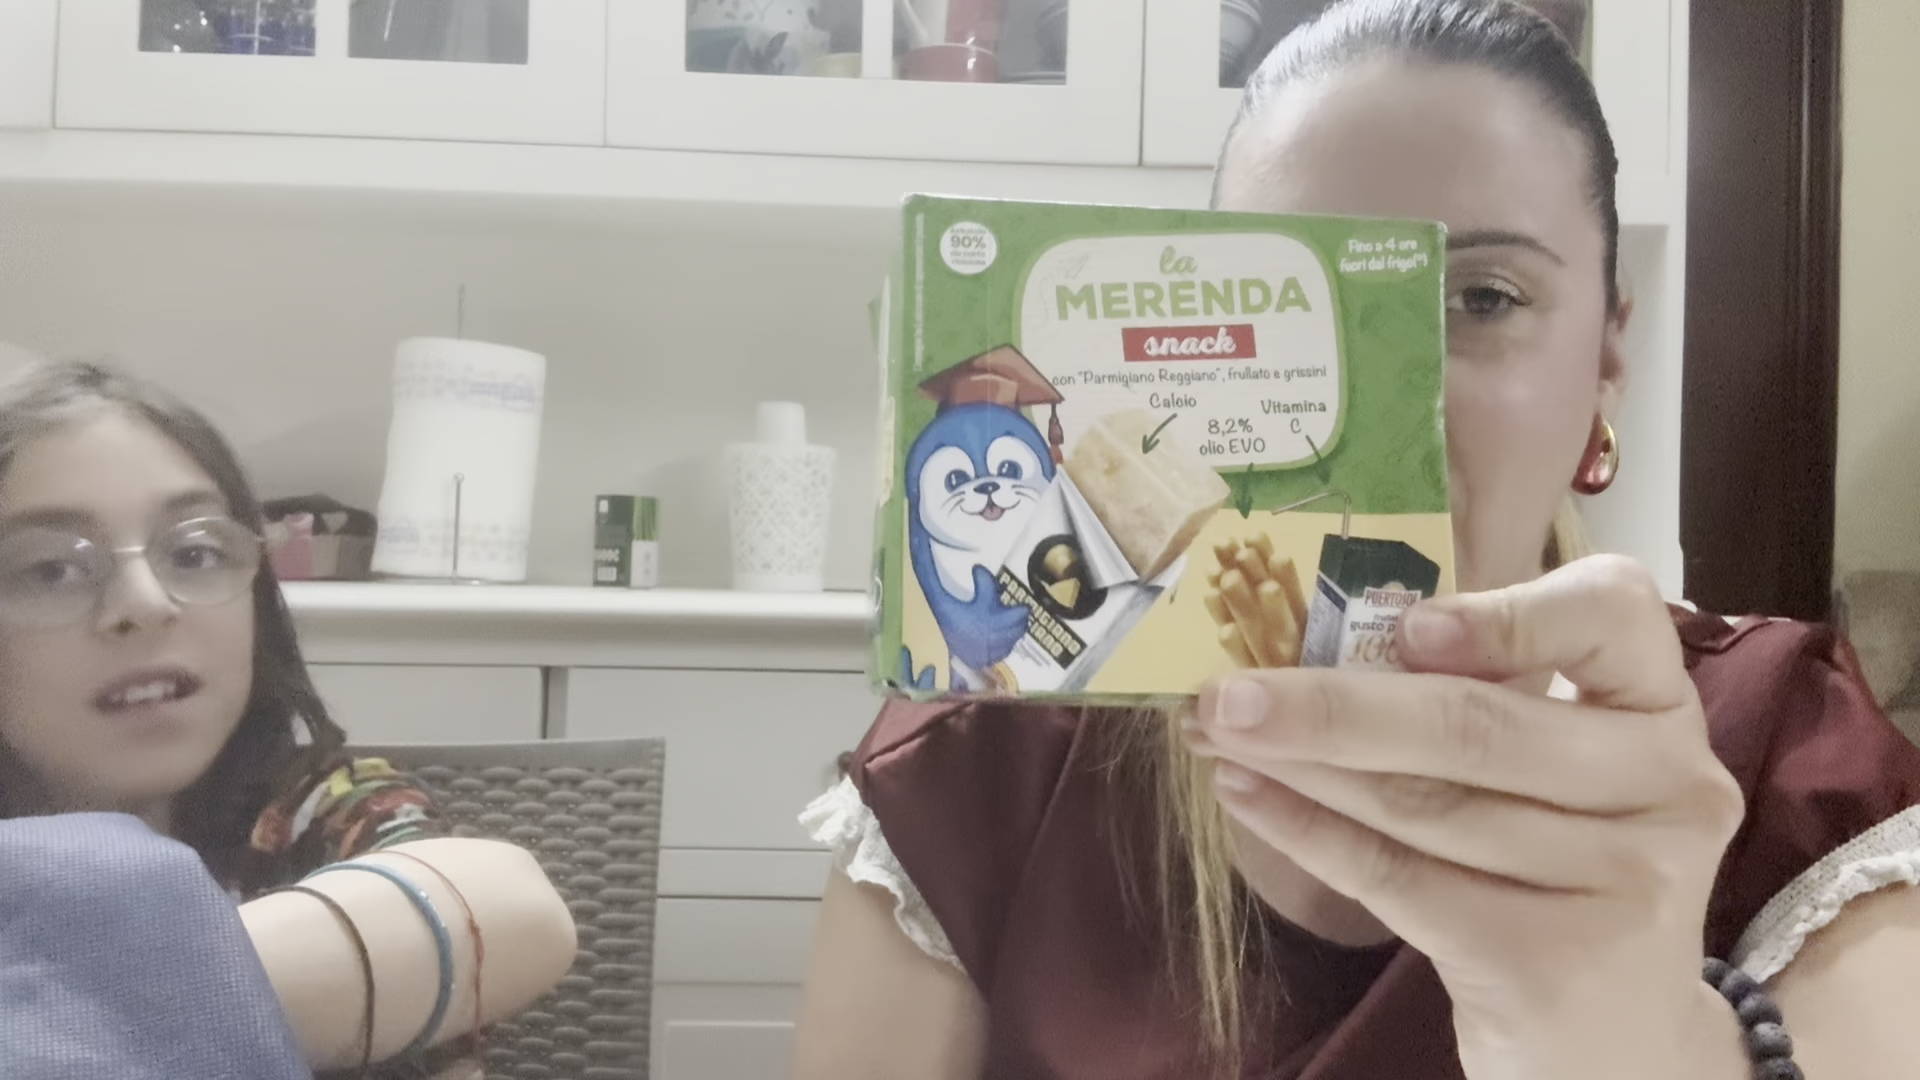 90%
la
MERENDA
snack
con "Parmigiano Reggiano", frullato e grissini
Calcio
8,2%
olio EVO
Vitamina
C
Fino a 4 ore
fuori dal frigo(*)
PARMIGIANO
REGGIANO
PUERTOSOL
gusto p
100